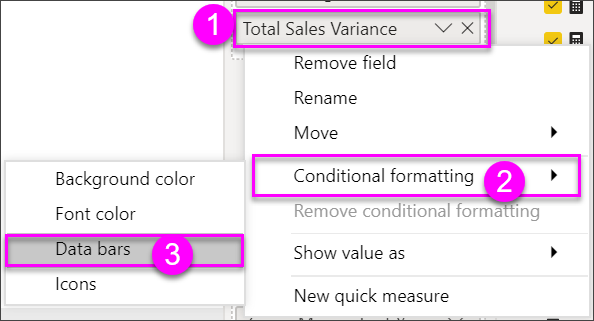 1
Total Sales Variance
Remove field
Rename
Move
Conditional formatting
2
Remove conditional formatting
Show value as
New quick measure
Background color
Font color
Data bars
3
Icons